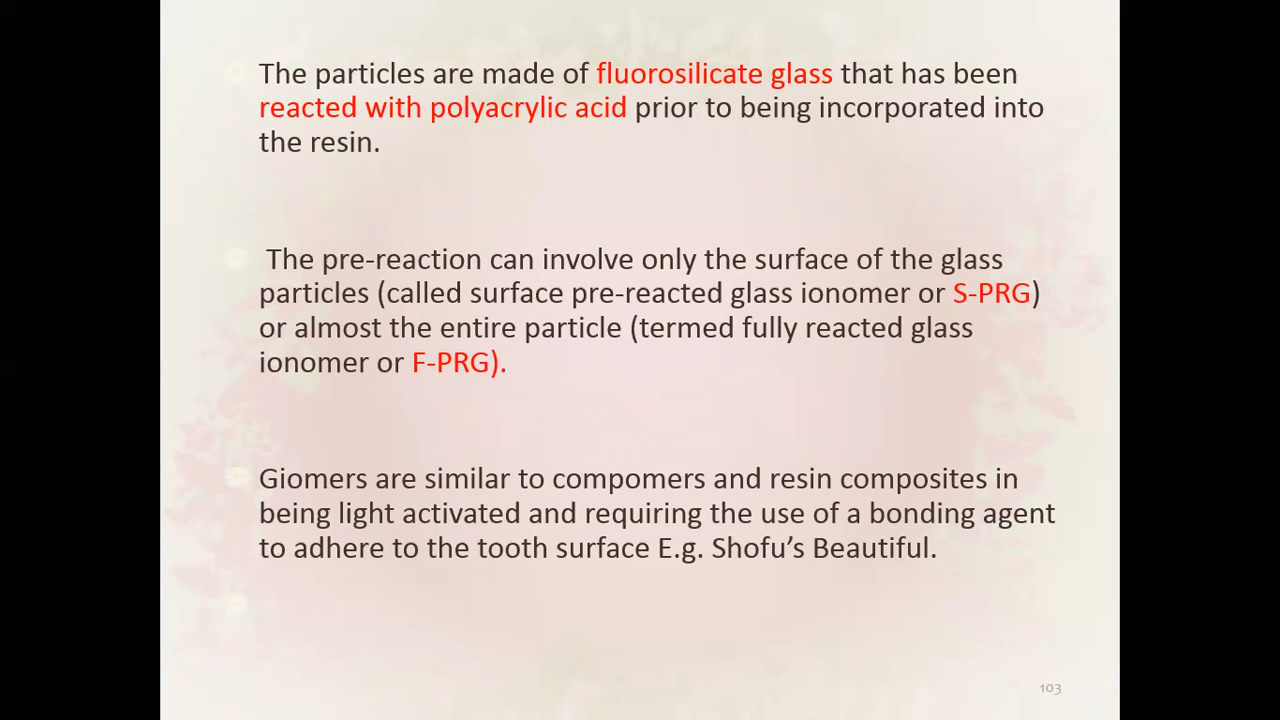 The particles are made of fluorosilicate glass that has been
reacted with polyacrylic acid prior to being incorporated into
the resin.
The pre-reaction can involve only the surface of the glass
particles (called surface pre-reacted glass ionomer or S-PRG)
or almost the entire particle (termed fully reacted glass
ionomer or F-PRG).
Giomers are similar to compomers and resin composites in
being light activated and requiring the use of a bonding agent
to adhere to the tooth surface E.g. Shofu’s Beautiful.
103